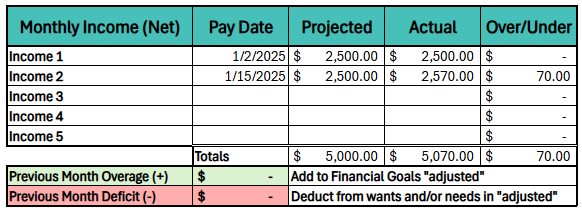 Monthly Income (Net) Pay Date Projected Actual Over/Under
Income 1 1/2/2025 $ 2,500.00 $ 2,500.00 $ -
Income 2 1/15/2025 $ 2,500.00 $ 2,570.00 $ 70.00
Income 3 $ -
Income 4 $ -
Income 5 $ -
Totals $ 5,000.00 $ 5,070.00 $ 70.00
Previous Month Overage (+) $ - Add to Financial Goals "adjusted"
Previous Month Deficit (-) $ - Deduct from wants and/or needs in "adjusted"